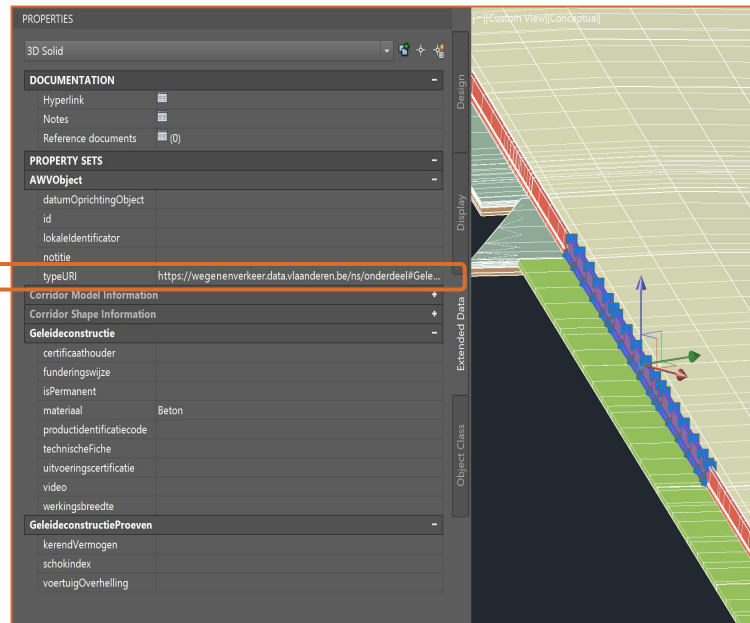 PROPERTIES
[−][Custom View][Conceptual]
3D Solid
DOCUMENTATION
Hyperlink
Notes
Reference documents (0)
PROPERTY SETS
AWVObject
datumOprichtingObject
id
lokaleIdentificator
notitie
typeURI https://wegenenverkeer.data.vlaanderen.be/ns/onderdeel#Gele...
Corridor Model Information
Corridor Shape Information
Geleideconstructie
certificaathouder
funderingswijze
isPermanent
materiaal Beton
productidentificatiecode
technischeFiche
uitvoeringscertificatie
video
werkingsbreedte
GeleideconstructieProeven
kerendVermogen
schokindex
voertuigOverhelling
Design
Display
Extended Data
Object Class